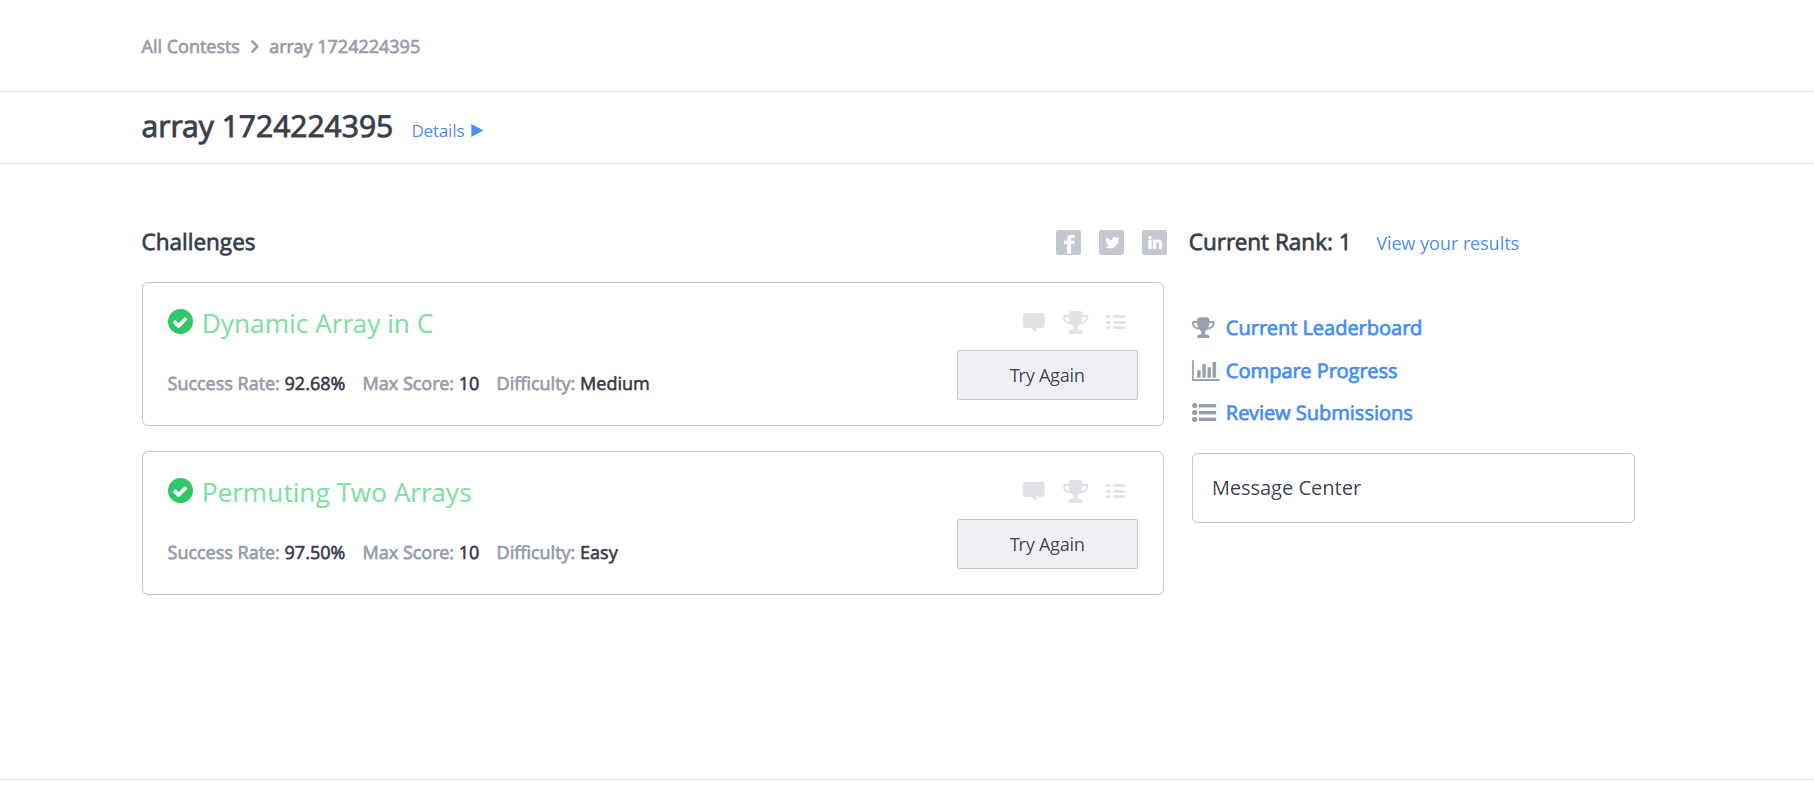 All Contests > array 1724224395
array 1724224395 Details ▶
Challenges
Current Rank: 1 View your results
Dynamic Array in C
Success Rate: 92.68% Max Score: 10 Difficulty: Medium
Try Again
Permuting Two Arrays
Success Rate: 97.50% Max Score: 10 Difficulty: Easy
Try Again
Current Leaderboard
Compare Progress
Review Submissions
Message Center